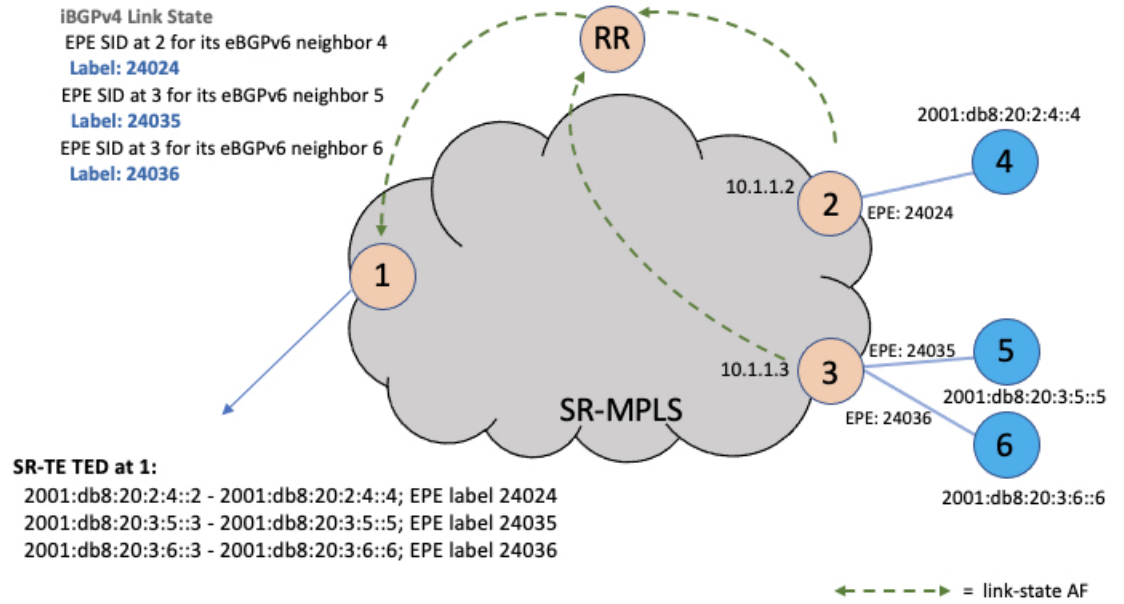 iBGPv4 Link State
EPE SID at 2 for its eBGPv6 neighbor 4
Label: 24024
EPE SID at 3 for its eBGPv6 neighbor 5
Label: 24035
EPE SID at 3 for its eBGPv6 neighbor 6
Label: 24036
RR
2001:db8:20:2:4::4
4
10.1.1.2
2
EPE: 24024
1
EPE: 24035
5
10.1.1.3
3
2001:db8:20:3:5::5
EPE: 24036
6
SR-MPLS
2001:db8:20:3:6::6
SR-TE TED at 1:
2001:db8:20:2:4::2 - 2001:db8:20:2:4::4; EPE label 24024
2001:db8:20:3:5::3 - 2001:db8:20:3:5::5; EPE label 24035
2001:db8:20:3:6::3 - 2001:db8:20:3:6::6; EPE label 24036
= link-state AF